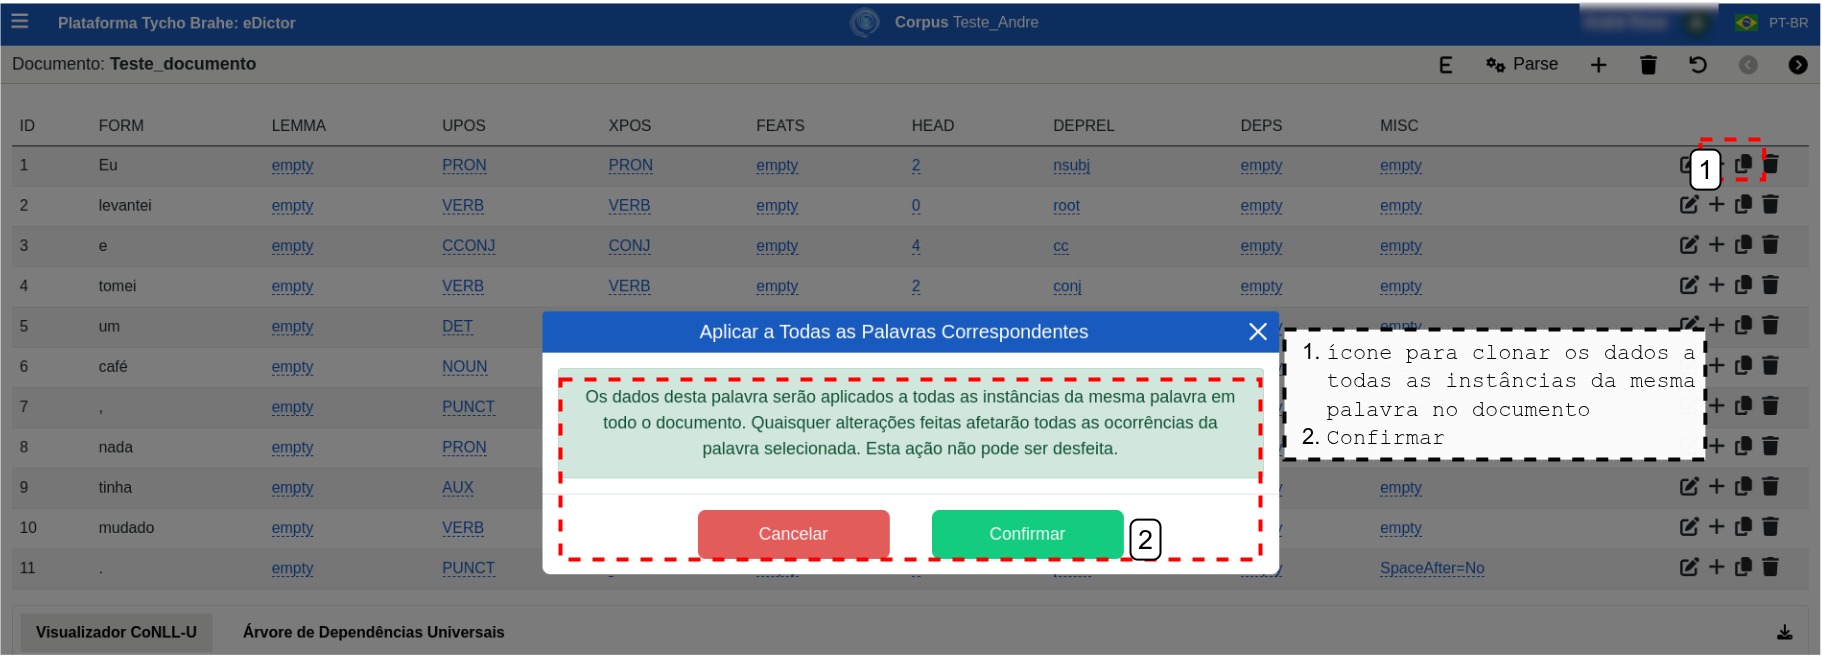 Plataforma Tycho Brahe: eDictor Corpus Teste_Andre PT-BR
Documento: Teste_documento E Parse
ID FORM LEMMA UPOS XPOS FEATS HEAD DEPREL DEPS MISC
1 Eu empty PRON PRON empty 2 nsubj empty empty 1
2 levantei empty VERB VERB empty 0 root empty empty
3 e empty CCONJ CONJ empty 4 cc empty empty
4 tomei empty VERB VERB empty 2 conj empty empty
5 um empty DET empty
6 café empty NOUN
7 , empty PUNCT
8 nada empty PRON
9 tinha empty AUX empty
10 mudado empty VERB empty
11 . empty PUNCT SpaceAfter=No
Aplicar a Todas as Palavras Correspondentes
Os dados desta palavra serão aplicados a todas as instâncias da mesma palavra em
todo o documento. Quaisquer alterações feitas afetarão todas as ocorrências da
palavra selecionada. Esta ação não pode ser desfeita.
Cancelar Confirmar 2
1. ícone para clonar os dados a
todas as instâncias da mesma
palavra no documento
2. Confirmar
Visualizador CoNLL-U Árvore de Dependências Universais